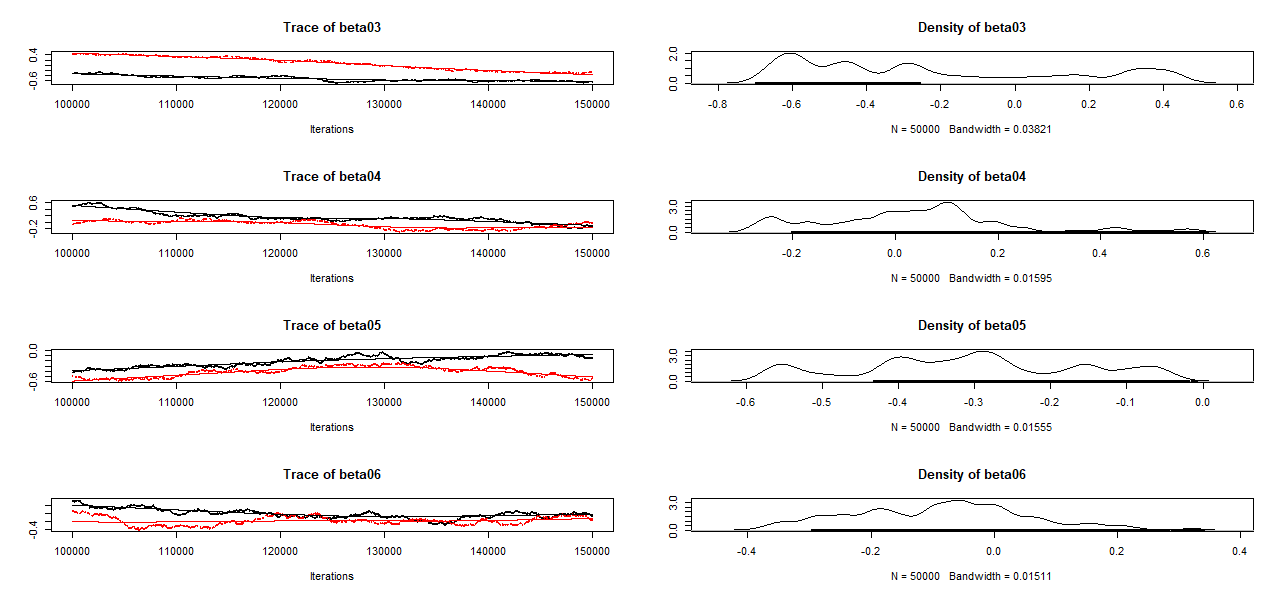 Trace of beta03
0.4
-0.6
100000 110000 120000 130000 140000 150000
Iterations
Density of beta03
2.0
0.0
-0.8 -0.6 -0.4 -0.2 0.0 0.2 0.4 0.6
N = 50000 Bandwidth = 0.03821
Trace of beta04
0.6
-0.2
100000 110000 120000 130000 140000 150000
Iterations
Density of beta04
3.0
0.0
-0.2 0.0 0.2 0.4 0.6
N = 50000 Bandwidth = 0.01595
Trace of beta05
0.0
-0.6
100000 110000 120000 130000 140000 150000
Iterations
Density of beta05
3.0
0.0
-0.6 -0.5 -0.4 -0.3 -0.2 -0.1 0.0
N = 50000 Bandwidth = 0.01555
Trace of beta06
-0.4
100000 110000 120000 130000 140000 150000
Iterations
Density of beta06
3.0
0.0
-0.4 -0.2 0.0 0.2 0.4
N = 50000 Bandwidth = 0.01511